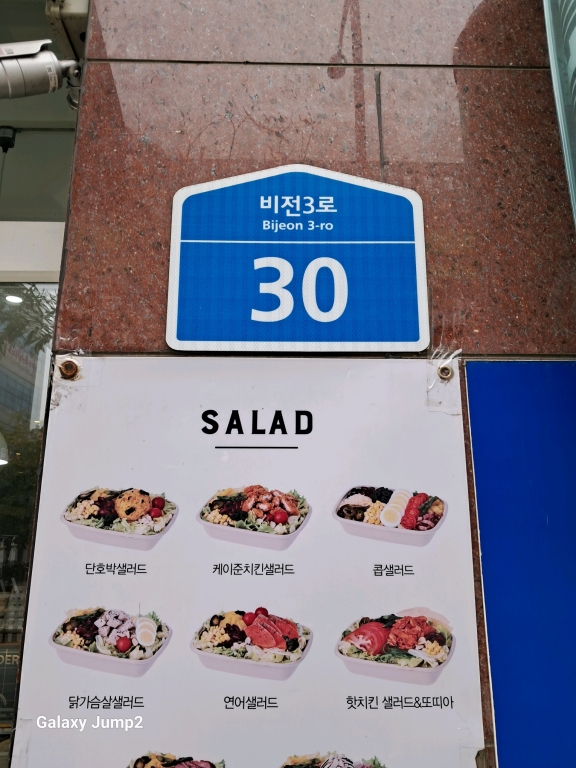 비전3로
Bijeon 3-ro
30
SALAD
단호박샐러드
케이준치킨샐러드
콥샐러드
닭가슴살샐러드
연어샐러드
핫치킨 샐러드&또띠아
Galaxy Jump2